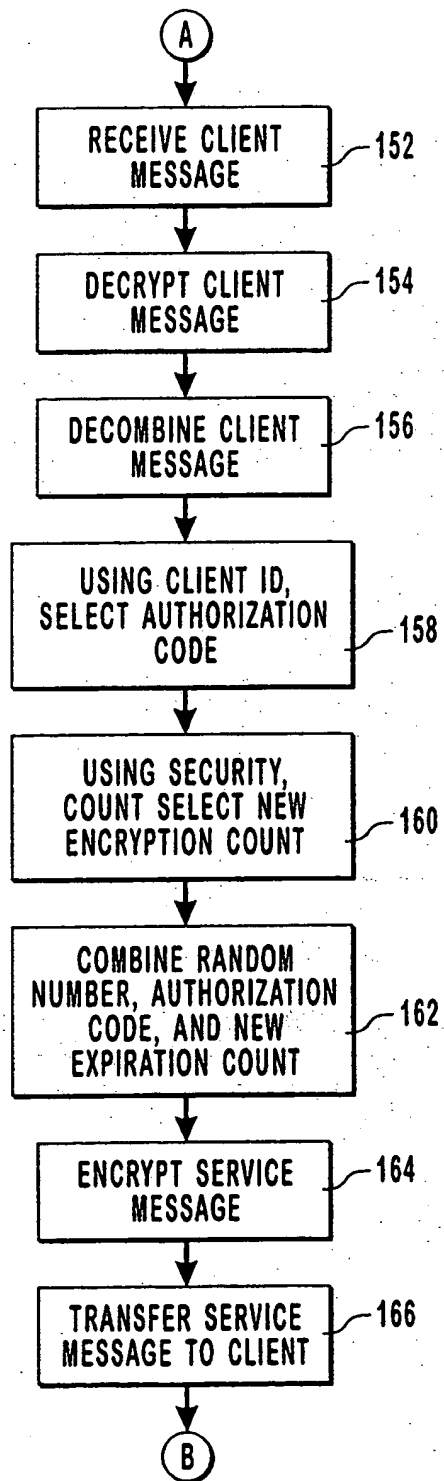 A
RECEIVE CLIENT
MESSAGE
152
DECRYPT CLIENT
MESSAGE
154
DECOMBINE CLIENT
MESSAGE
156
USING CLIENT ID,
SELECT AUTHORIZATION
CODE
158
USING SECURITY,
COUNT SELECT NEW
ENCRYPTION COUNT
160
COMBINE RANDOM
NUMBER, AUTHORIZATION
CODE, AND NEW
EXPIRATION COUNT
162
ENCRYPT SERVICE
MESSAGE
164
TRANSFER SERVICE
MESSAGE TO CLIENT
166
B